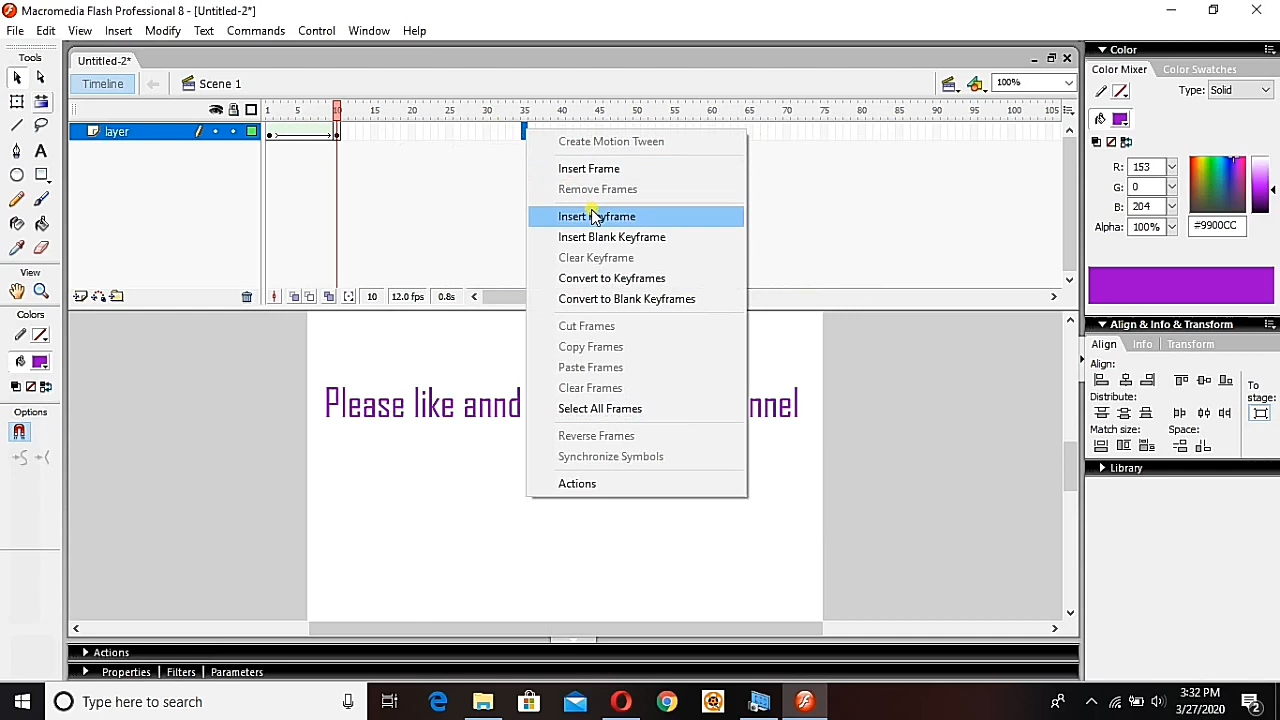 Macromedia Flash Professional 8 - [Untitled-2*]
File Edit View Insert Modify Text Commands Control Window Help
Tools
View
Colors
Options
Untitled-2*
Timeline
Scene 1
100%
1 5 10 15 20 25 30 35 40 45 50 55 60 65 70 75 80 85 90 95 100 105
layer
10 12.0 fps 0.8s
Create Motion Tween
Insert Frame
Remove Frames
Insert Keyframe
Insert Blank Keyframe
Clear Keyframe
Convert to Keyframes
Convert to Blank Keyframes
Cut Frames
Copy Frames
Paste Frames
Clear Frames
Select All Frames
Reverse Frames
Synchronize Symbols
Actions
Please like annd
nnel
Actions
Properties Filters Parameters
Color
Color Mixer Color Swatches
Type: Solid
R: 153
G: 0
B: 204
Alpha: 100% #9900CC
Align & Info & Transform
Align Info Transform
Align:
Distribute:
Match size: Space:
To stage:
Library
Type here to search
3:32 PM
3/27/2020
2